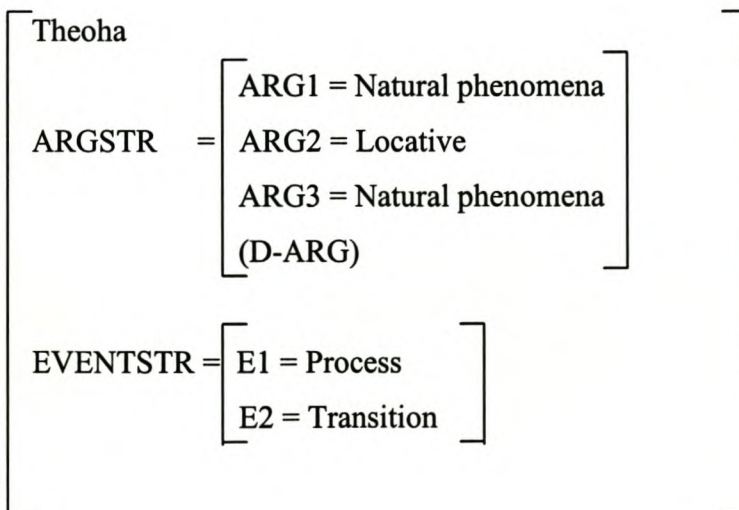 Theoha
ARG1 = Natural phenomena
ARGSTR = ARG2 = Locative
ARG3 = Natural phenomena
(D-ARG)
EVENTSTR = E1 = Process
E2 = Transition